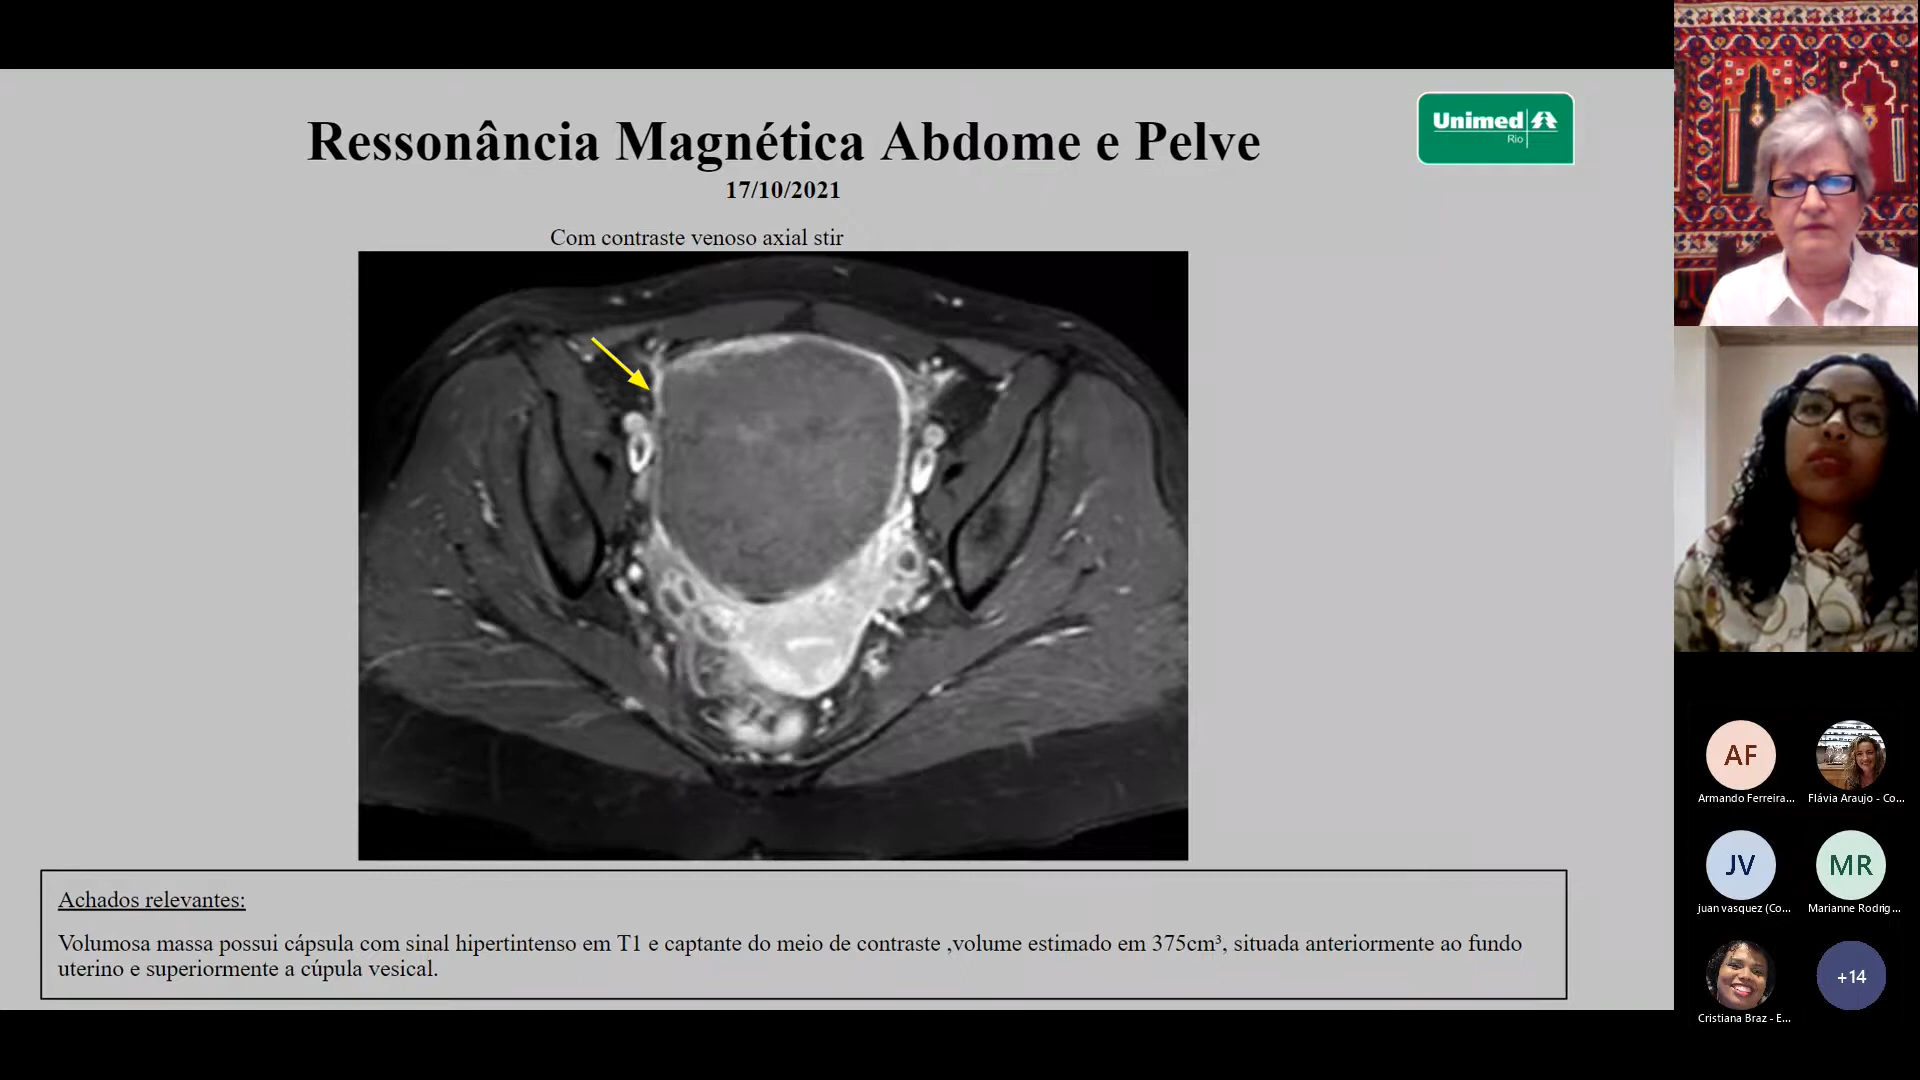 Ressonância Magnética Abdome e Pelve
17/10/2021
Unimed
Rio
Com contraste venoso axial stir
Achados relevantes:
Volumosa massa possui cápsula com sinal hipertintenso em T1 e captante do meio de contraste ,volume estimado em 375cm³, situada anteriormente ao fundo
uterino e superiormente a cúpula vesical.
AF
Armando Ferreira...
Flávia Araujo - Co...
JV
juan vasquez (Co...
MR
Marianne Rodrig...
Cristiana Braz - E...
+14